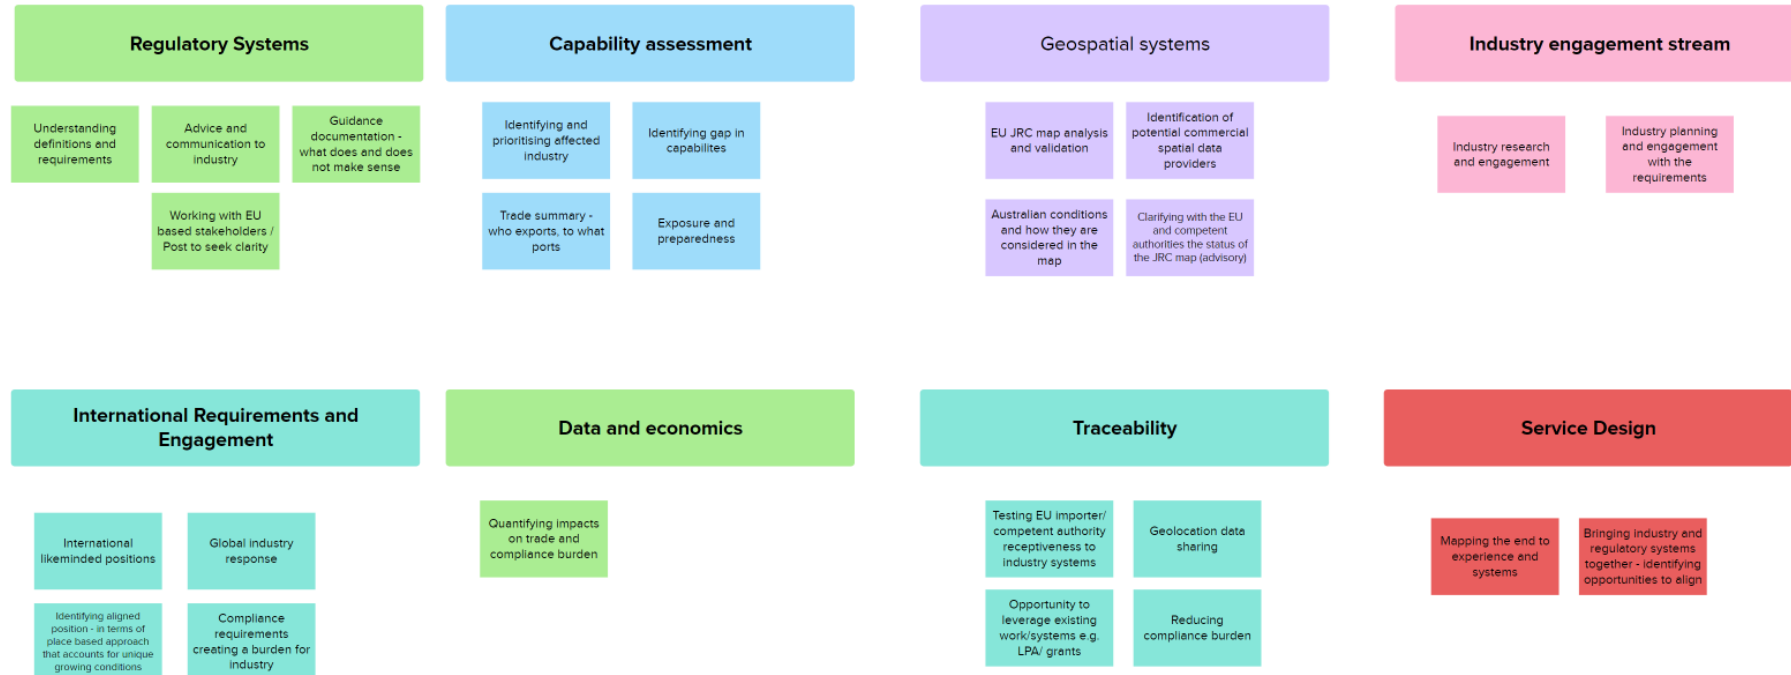 Regulatory Systems
Understanding
definitions and
requirements
Advice and
communication to
industry
Guidance
documentation -
what does and does
not make sense
Working with EU
based stakeholders /
Post to seek clarity
Capability assessment
Identifying and
prioritising affected
industry
Identifying gap in
capabilites
Trade summary -
who exports, to what
ports
Exposure and
preparedness
Geospatial systems
EU JRC map analysis
and validation
Identification of
potential commercial
spatial data
providers
Australian conditions
and how they are
considered in the
map
Clarifying with the EU
and competent
authorities the status of
the JRC map (advisory)
Industry engagement stream
Industry research
and engagement
Industry planning
and engagement
with the
requirements
International Requirements and
Engagement
International
likeminded positions
Global industry
response
Identifying aligned
position - in terms of
place based approach
that accounts for unique
growing conditions
Compliance
requirements
creating a burden for
industry
Data and economics
Quantifying impacts
on trade and
compliance burden
Traceability
Testing EU importer/
competent authority
receptiveness to
industry systems
Geolocation data
sharing
Opportunity to
leverage existing
work/systems e.g.
LPA/ grants
Reducing
compliance burden
Service Design
Mapping the end to
experience and
systems
Bringing industry and
regulatory systems
together - identifying
opportunities to align